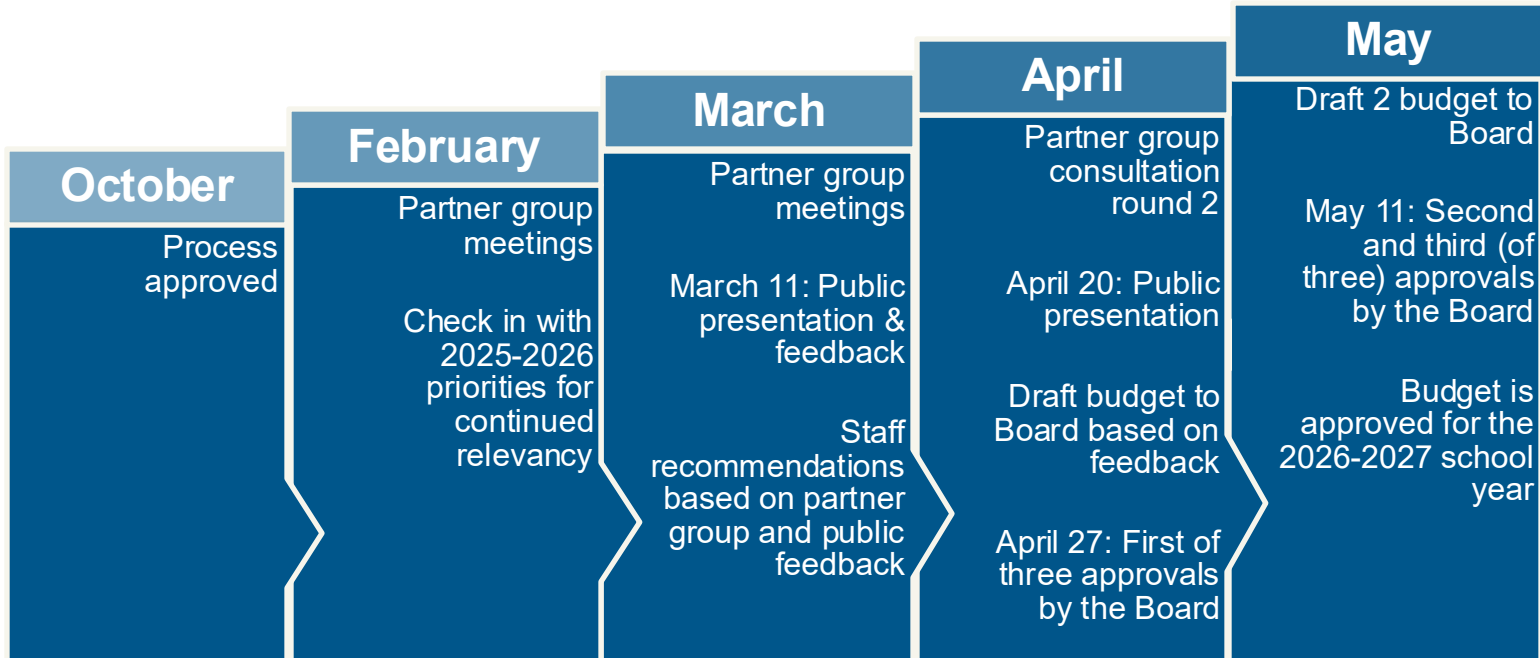 October
Process
approved
February
Partner group
meetings
Check in with
2025-2026
priorities for
continued
relevancy
March
Partner group
meetings
March 11: Public
presentation &
feedback
Staff
recommendations
based on partner
group and public
feedback
April
Partner group
consultation
round 2
April 20: Public
presentation
Draft budget to
Board based on
feedback
April 27: First of
three approvals
by the Board
May
Draft 2 budget to
Board
May 11: Second
and third (of
three) approvals
by the Board
Budget is
approved for the
2026-2027 school
year